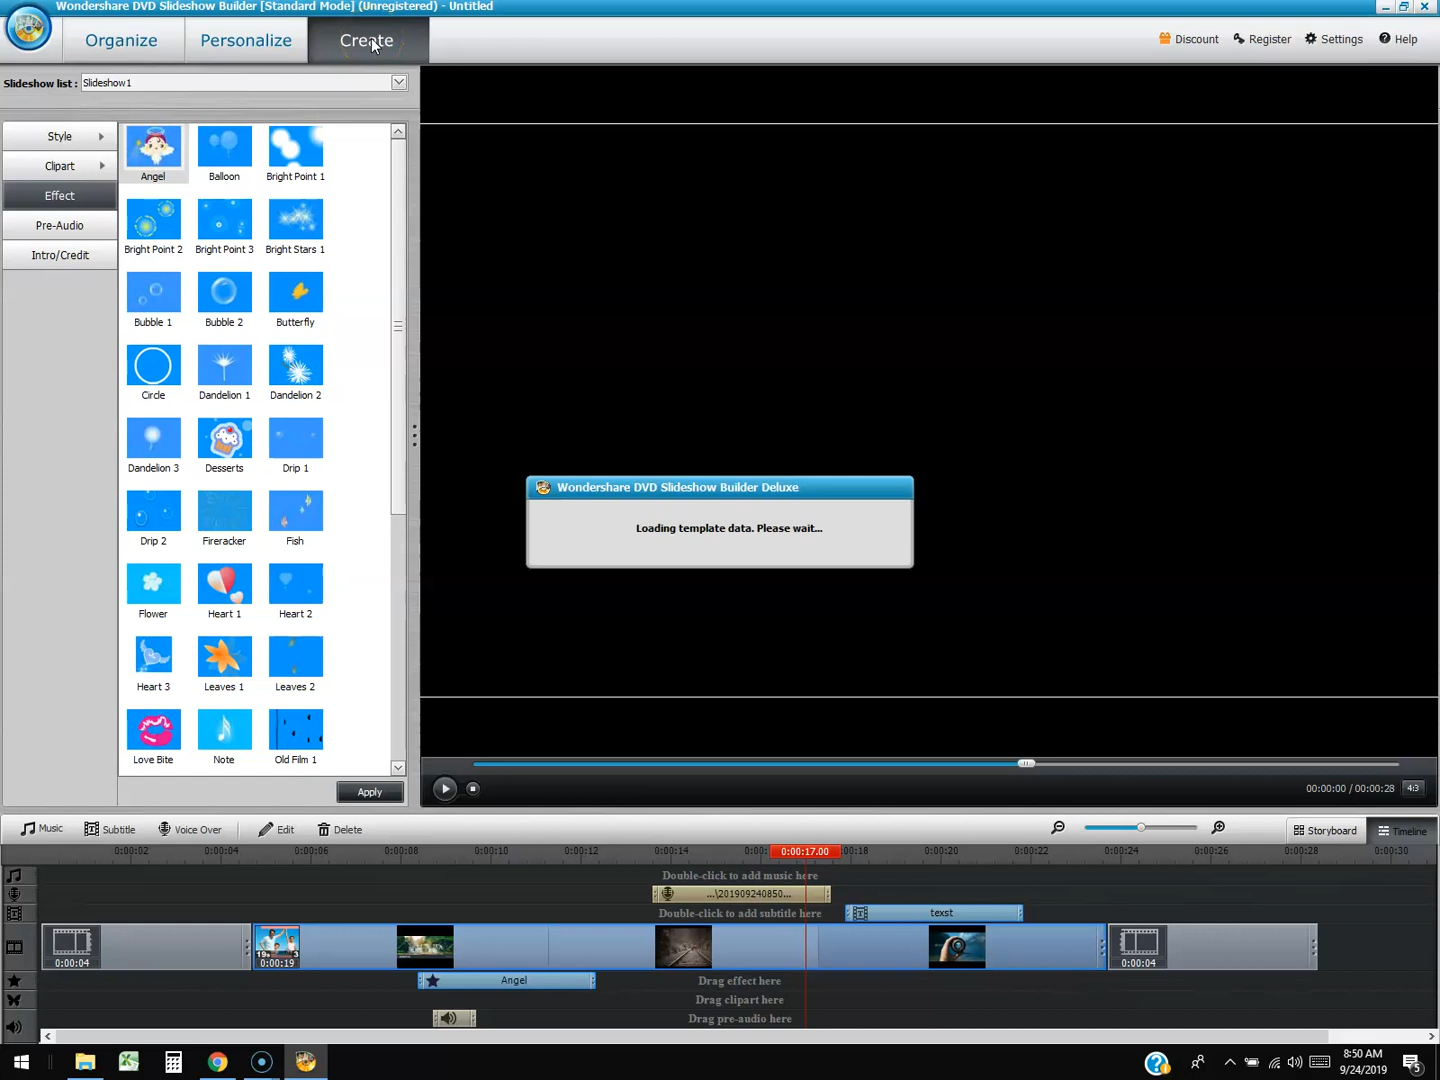 Wondershare DVD Slideshow Builder [Standard Mode] (Unregistered) - Untitled
Organize
Personalize
Create
Discount
Register
Settings
Help
Slideshow list :
Slideshow1
Style
Clipart
Effect
Pre-Audio
Intro/Credit
Angel
Balloon
Bright Point 1
Bright Point 2
Bright Point 3
Bright Stars 1
Bubble 1
Bubble 2
Butterfly
Circle
Dandelion 1
Dandelion 2
Dandelion 3
Desserts
Drip 1
Drip 2
Fireracker
Fish
Flower
Heart 1
Heart 2
Heart 3
Leaves 1
Leaves 2
Love Bite
Note
Old Film 1
Apply
Wondershare DVD Slideshow Builder Deluxe
Loading template data. Please wait...
00:00:00 / 00:00:28
4:3
Music
Subtitle
Voice Over
Edit
Delete
Storyboard
Timeline
0:00:02
0:00:04
0:00:06
0:00:08
0:00:10
0:00:12
0:00:14
0:00:17.00
0:00:18
0:00:20
0:00:22
0:00:24
0:00:26
0:00:28
0:00:30
Double-click to add music here
...\201909240850...
Double-click to add subtitle here
texst
0:00:04
19s
3
0:00:19
0:00:04
Angel
Drag effect here
Drag clipart here
Drag pre-audio here
8:50 AM
9/24/2019
5